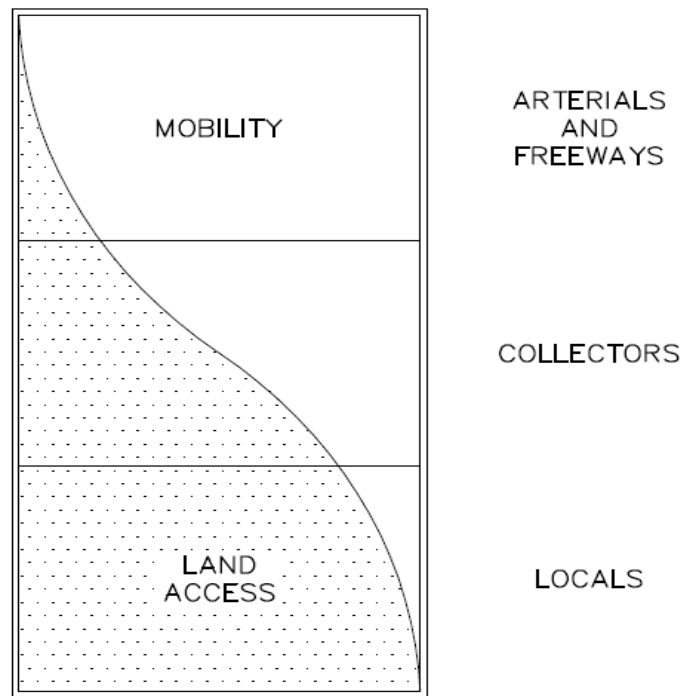 MOBILITY
ARTERIALS
AND
FREEWAYS
COLLECTORS
LAND
ACCESS
LOCALS